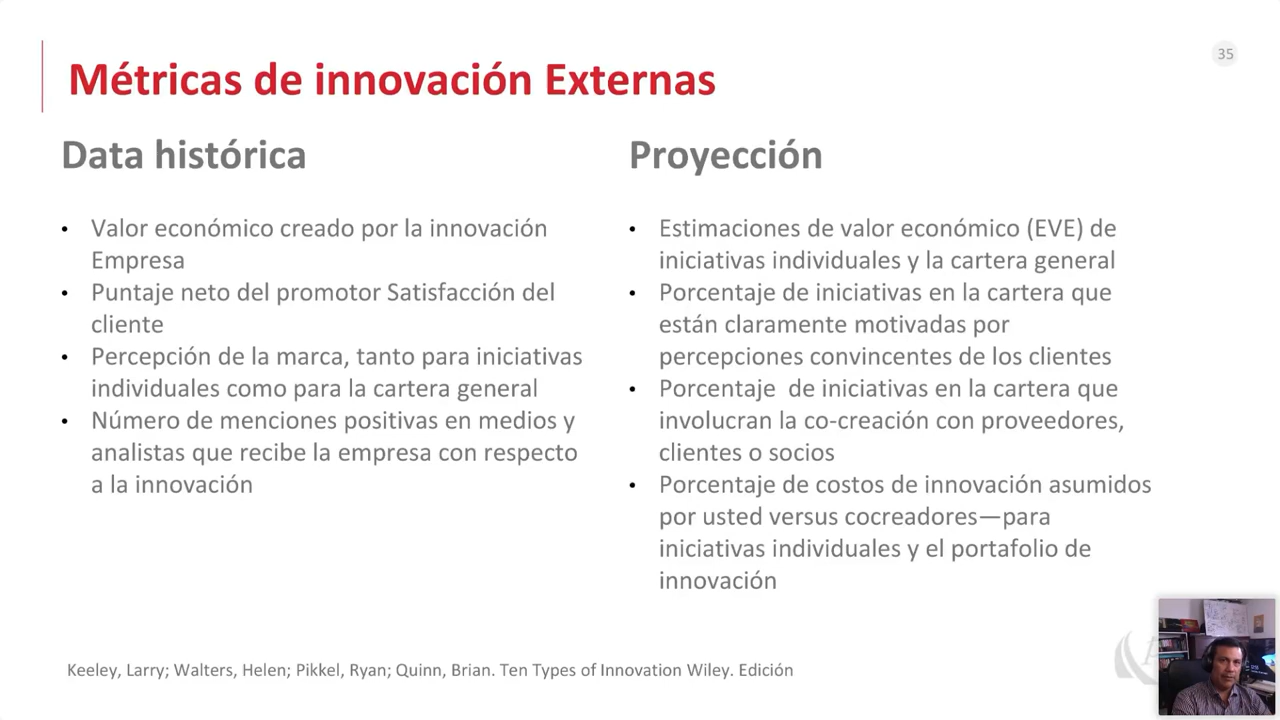 35
Métricas de innovación Externas
Data histórica
• Valor económico creado por la innovación
Empresa
• Puntaje neto del promotor Satisfacción del
cliente
• Percepción de la marca, tanto para iniciativas
individuales como para la cartera general
• Número de menciones positivas en medios y
analistas que recibe la empresa con respecto
a la innovación
Proyección
• Estimaciones de valor económico (EVE) de
iniciativas individuales y la cartera general
• Porcentaje de iniciativas en la cartera que
están claramente motivadas por
percepciones convincentes de los clientes
• Porcentaje  de iniciativas en la cartera que
involucran la co-creación con proveedores,
clientes o socios
• Porcentaje de costos de innovación asumidos
por usted versus cocreadores—para
iniciativas individuales y el portafolio de
innovación
Keeley, Larry; Walters, Helen; Pikkel, Ryan; Quinn, Brian. Ten Types of Innovation Wiley. Edición